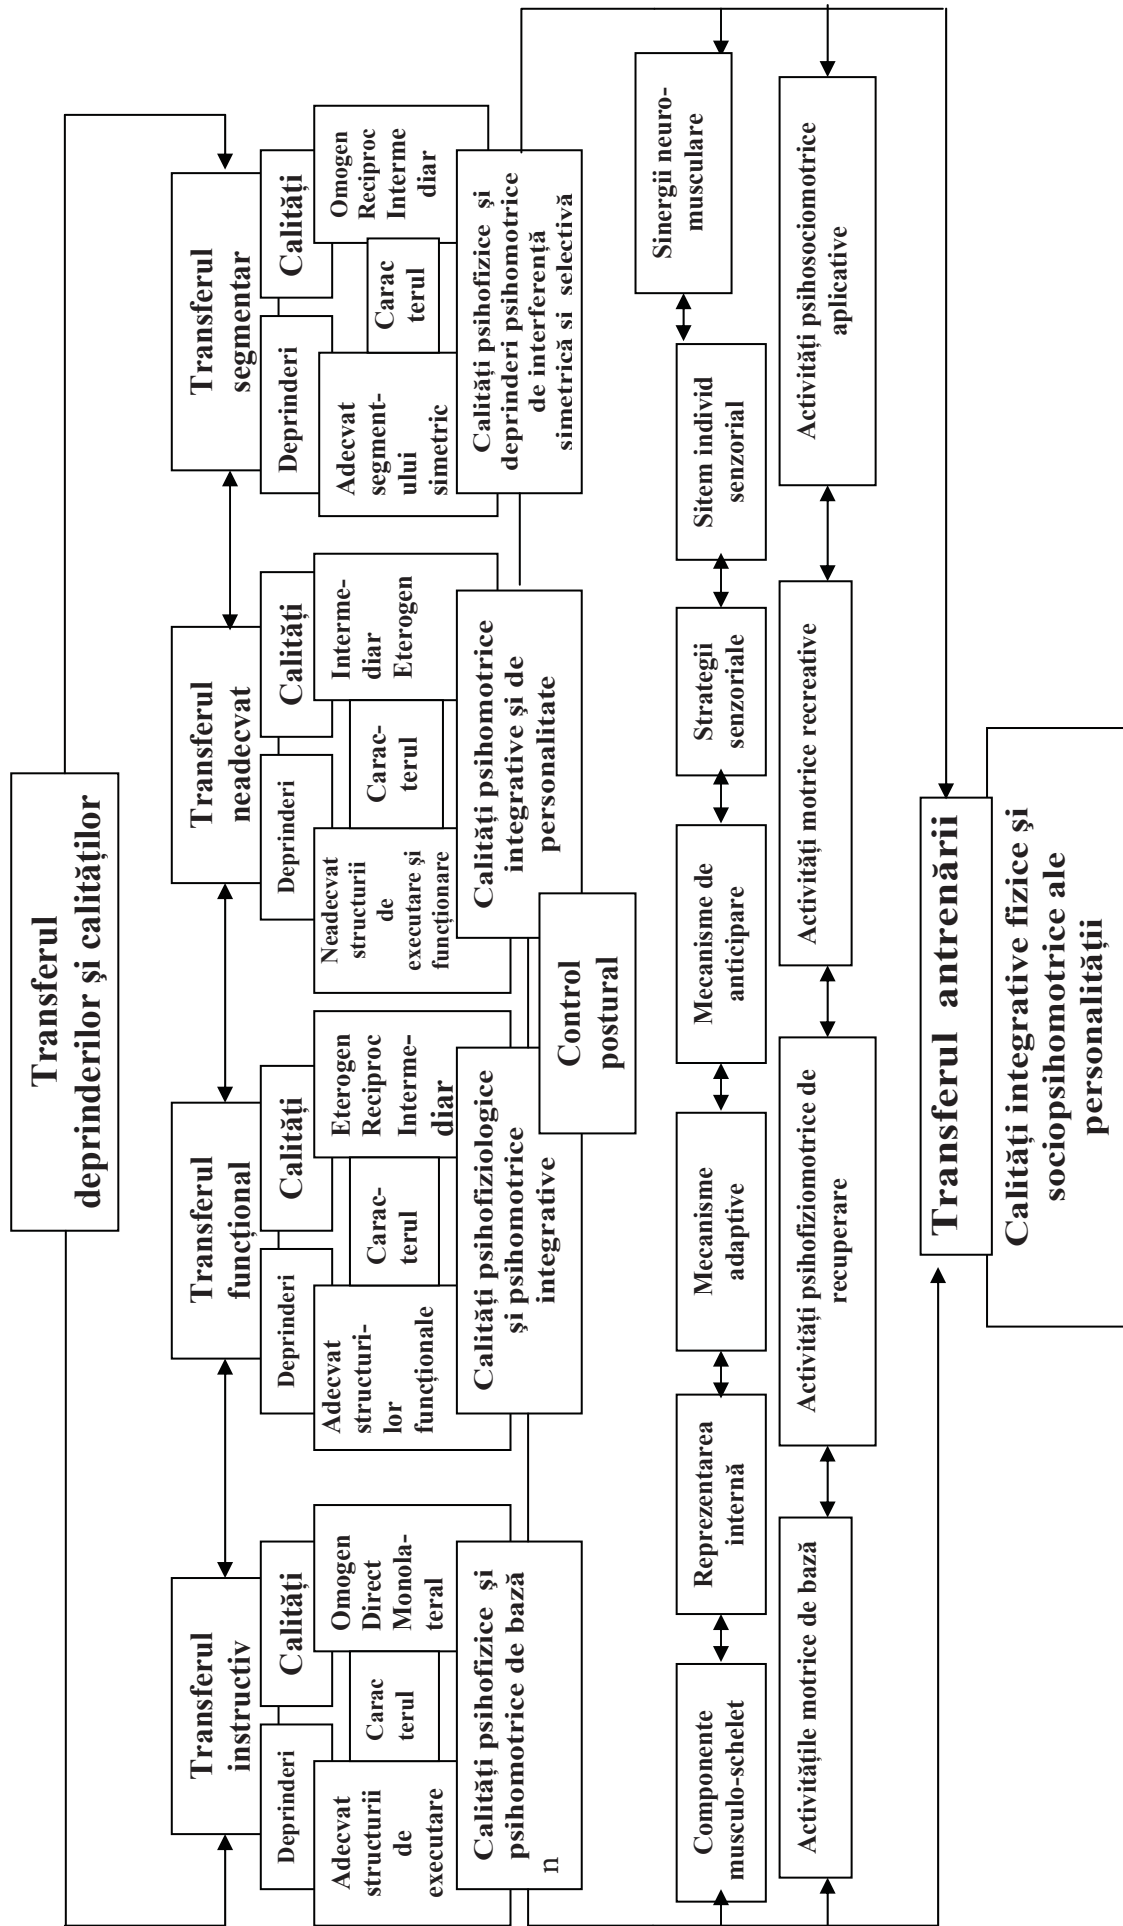 Transferul
deprinderilor şi calităţilor
Transferul
instructiv
Deprinderi
Calităţi
Adecvat
structurii
de
executare
Carac
terul
Omogen
Direct
Monola-
teral
Calităţi psihofizice şi
psihomotrice de bază
n
Transferul
funcţional
Deprinderi
Calităţi
Adecvat
structuri-
lor
funcţionale
Carac-
terul
Eterogen
Reciproc
Interme-
diar
Calităţi psihofiziologice
şi psihomotrice
integrative
Transferul
neadecvat
Deprinderi
Calităţi
Neadecvat
structurii
de
executare şi
funcţionare
Carac-
terul
Interme-
diar
Eterogen
Calităţi psihomotrice
integrative şi de
personalitate
Transferul
segmentar
Deprinderi
Calităţi
Adecvat
segment-
ului
simetric
Carac
terul
Omogen
Reciproc
Interme
diar
Calităţi psihofizice şi
deprinderi psihomotrice
de interferenţă
simetrică si selectivă
Control
postural
Componente
musculo-schelet
Reprezentarea
internă
Mecanisme
adaptive
Mecanisme de
anticipare
Strategii
senzoriale
Sitem individ
senzorial
Sinergii neuro-
musculare
Activităţile motrice de bază
Activităţi psihofiziomotrice de
recuperare
Activităţi motrice recreative
Activităţi psihosociomotrice
aplicative
Transferul antrenării
Calităţi integrative fizice şi
sociopsihomotrice ale
personalităţii